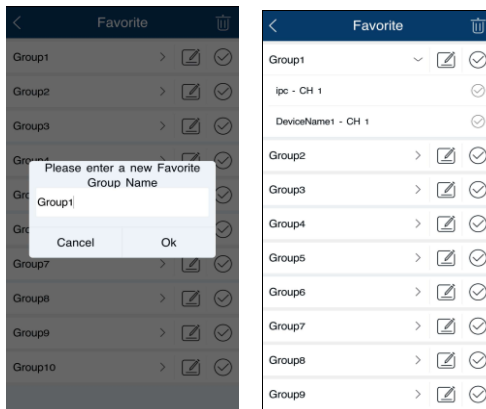 Favorite
Group1
Group2
Group3
Group4
Please enter a new Favorite
Group Name
Group1
Cancel Ok
Group7
Group8
Group9
Group10
Favorite
Group1
ipc - CH 1
DeviceName1 - CH 1
Group2
Group3
Group4
Group5
Group6
Group7
Group8
Group9